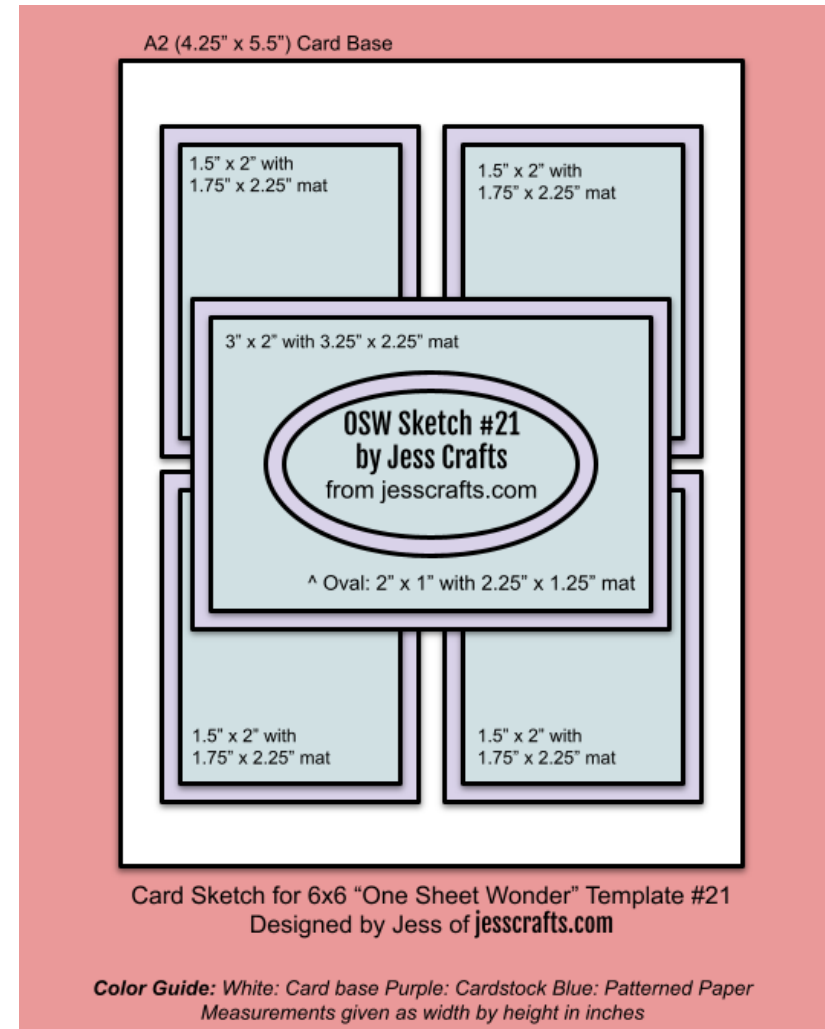 A2 (4.25” x 5.5”) Card Base
1.5” x 2” with
1.75” x 2.25” mat
1.5” x 2” with
1.75” x 2.25” mat
3” x 2” with 3.25” x 2.25” mat
OSW Sketch #21
by Jess Crafts
from jesscrafts.com
^ Oval: 2” x 1” with 2.25” x 1.25” mat
1.5” x 2” with
1.75” x 2.25” mat
1.5” x 2” with
1.75” x 2.25” mat
Card Sketch for 6x6 “One Sheet Wonder” Template #21
Designed by Jess of jesscrafts.com
Color Guide: White: Card base Purple: Cardstock Blue: Patterned Paper
Measurements given as width by height in inches